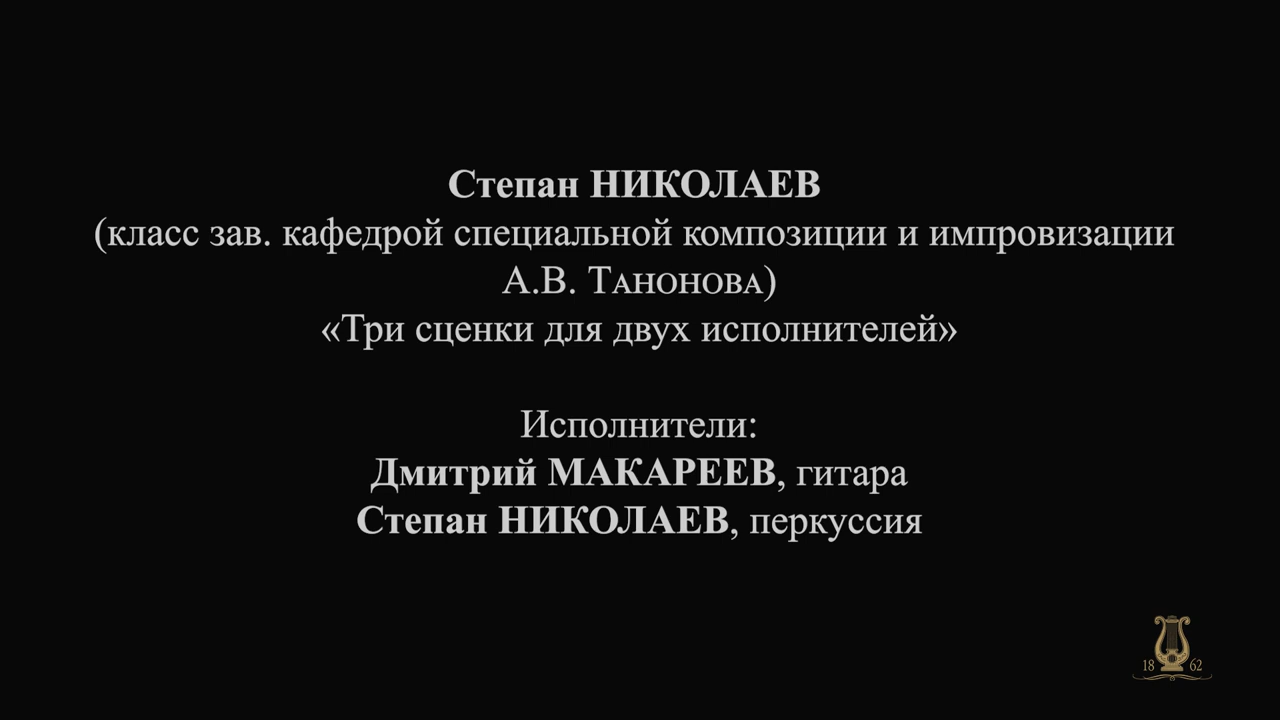 Степан НИКОЛАЕВ
(класс зав. кафедрой специальной композиции и импровизации
А.В. ТАНОНОВА)
«Три сценки для двух исполнителей»
Исполнители:
Дмитрий МАКАРЕЕВ, гитара
Степан НИКОЛАЕВ, перкуссия
18 62